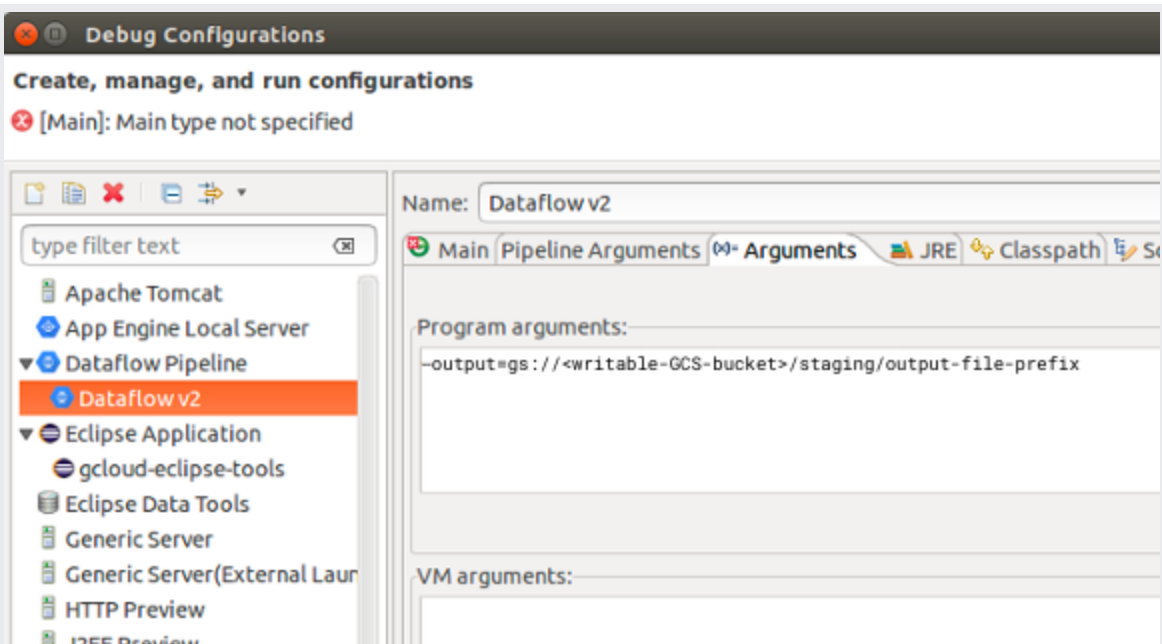 Debug Configurations
Create, manage, and run configurations
[Main]: Main type not specified
Name: Dataflow v2
type filter text
Main Pipeline Arguments (x)= Arguments JRE Classpath
Apache Tomcat
App Engine Local Server
Dataflow Pipeline
Dataflow v2
Eclipse Application
gcloud-eclipse-tools
Eclipse Data Tools
Generic Server
Generic Server(External Laun
HTTP Preview
J2EE Preview
Program arguments:
—output=gs://<writable-GCS-bucket>/staging/output-file-prefix
VM arguments: